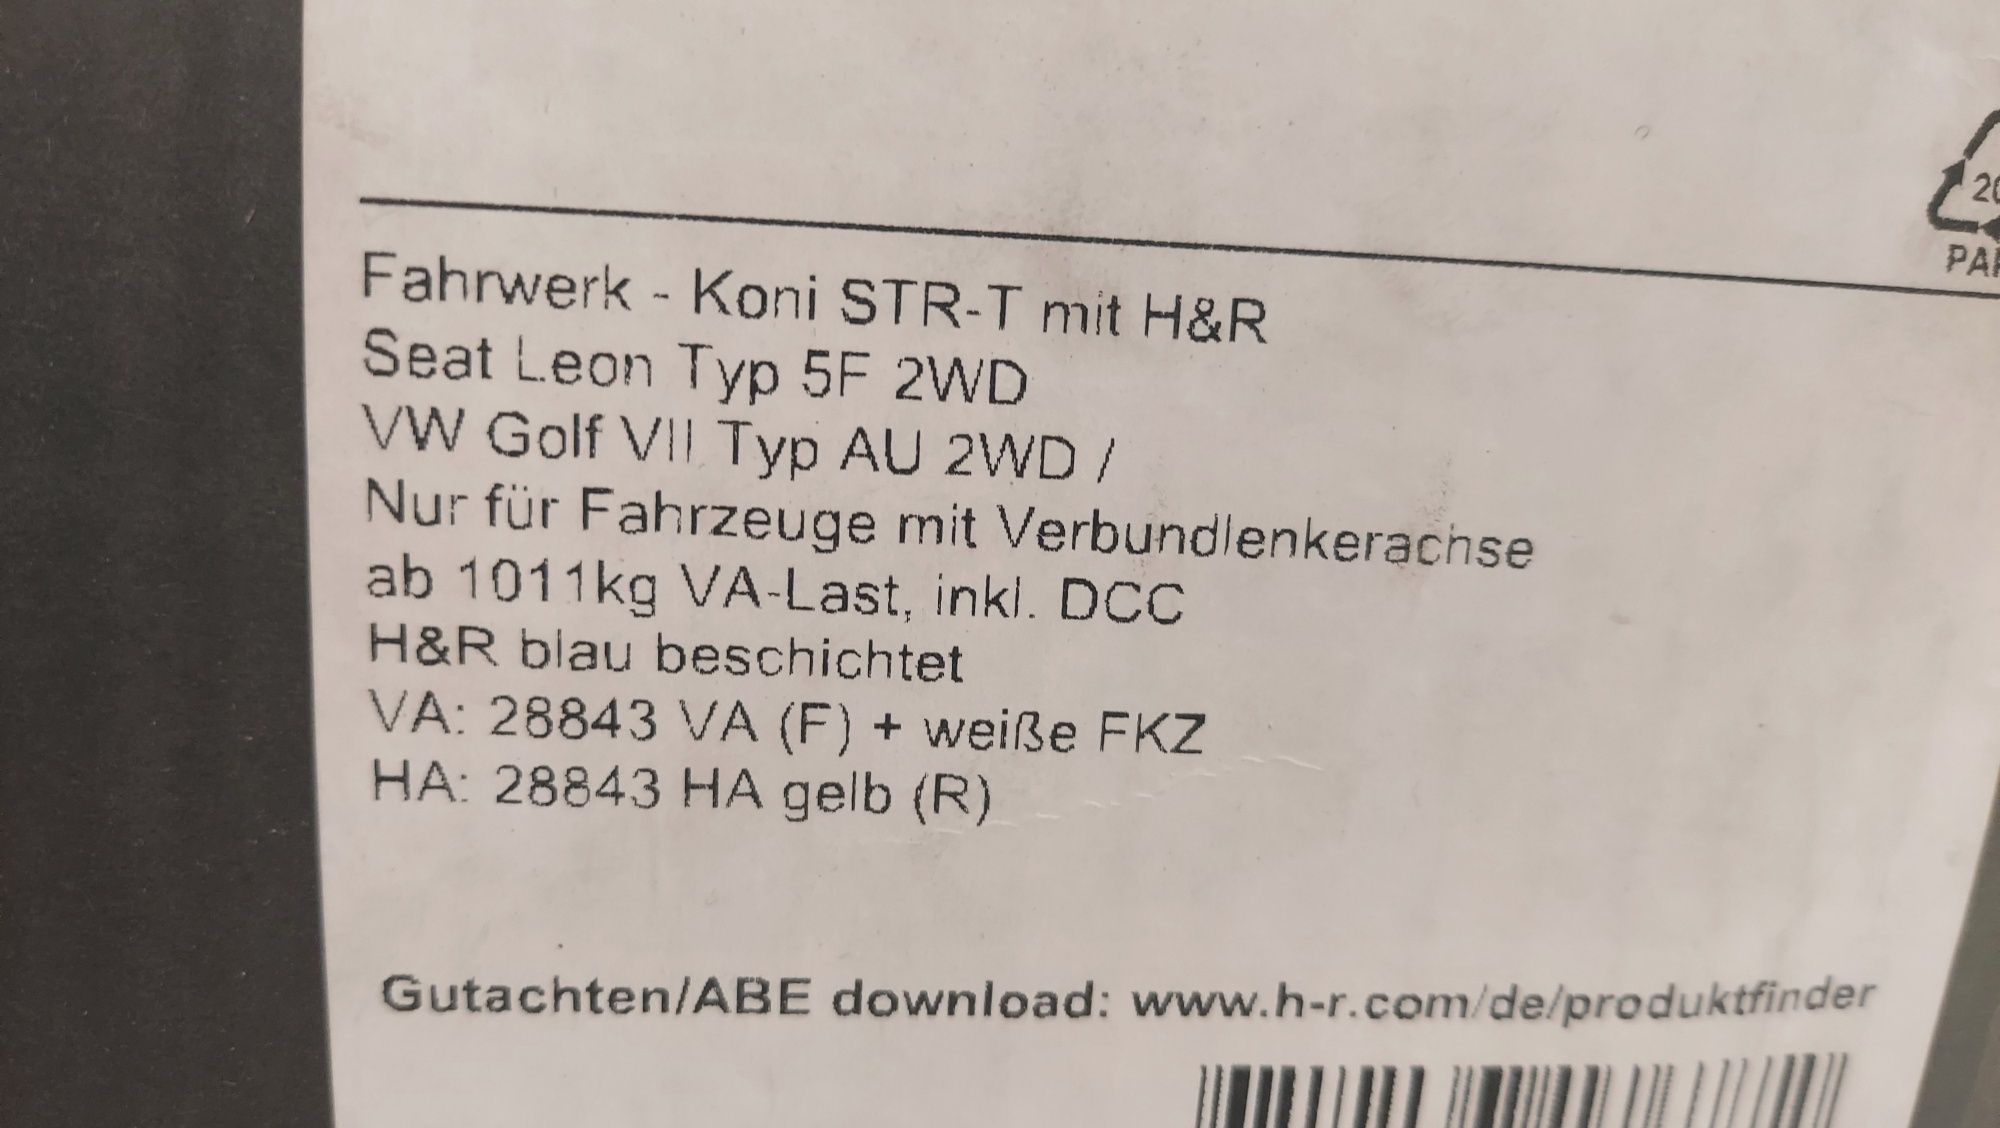 Fahrwerk - Koni STR-T mit H&R
Seat Leon Typ 5F 2WD
VW Golf VII Typ AU 2WD /
Nur für Fahrzeuge mit Verbundlenkerachse
ab 1011kg VA-Last, inkl. DCC
H&R blau beschichtet
VA: 28843 VA (F) + weiße FKZ
HA: 28843 HA gelb (R)
Gutachten/ABE download: www.h-r.com/de/produktfinder